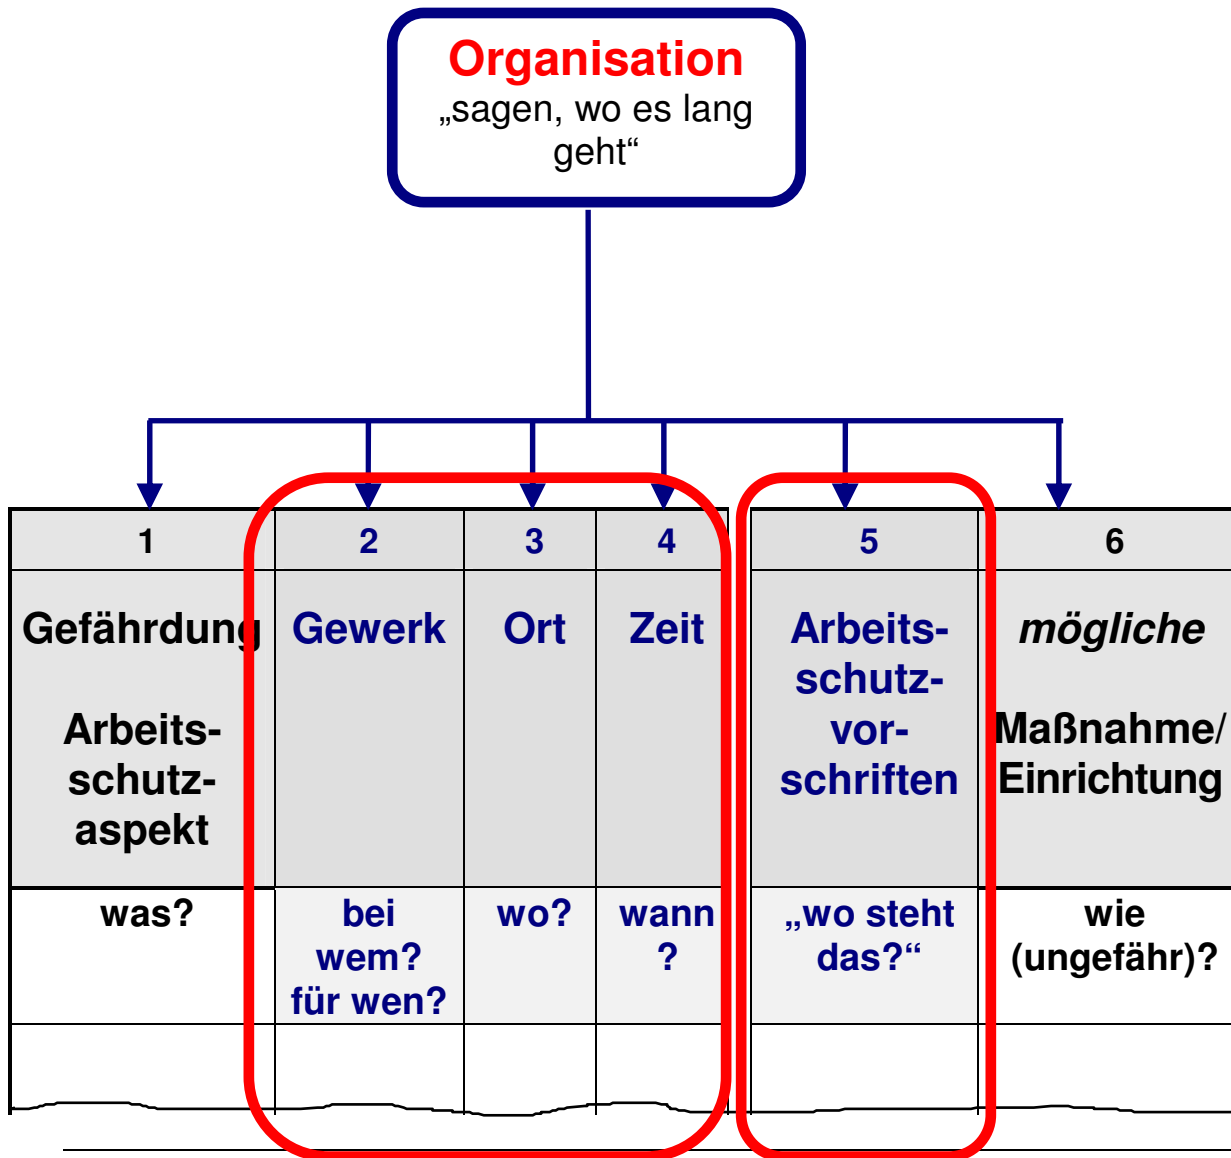 Organisation
„sagen, wo es lang
geht“
1
2
3
4
5
6
Gefährdung
Arbeits-
schutz-
aspekt
Gewerk
Ort
Zeit
Arbeits-
schutz-
vor-
schriften
mögliche
Maßnahme/
Einrichtung
was?
bei
wem?
für wen?
wo?
wann
?
„wo steht
das?“
wie
(ungefähr)?